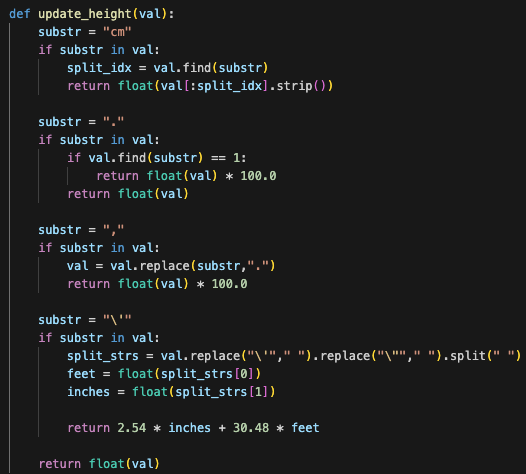 def update_height(val):
    substr = "cm"
    if substr in val:
        split_idx = val.find(substr)
        return float(val[:split_idx].strip())

    substr = "."
    if substr in val:
        if val.find(substr) == 1:
            return float(val) * 100.0
        return float(val)

    substr = ","
    if substr in val:
        val = val.replace(substr,".")
        return float(val) * 100.0

    substr = "\'"
    if substr in val:
        split_strs = val.replace("\'"," ").replace("\""," ").split(" ")
        feet = float(split_strs[0])
        inches = float(split_strs[1])

        return 2.54 * inches + 30.48 * feet

    return float(val)